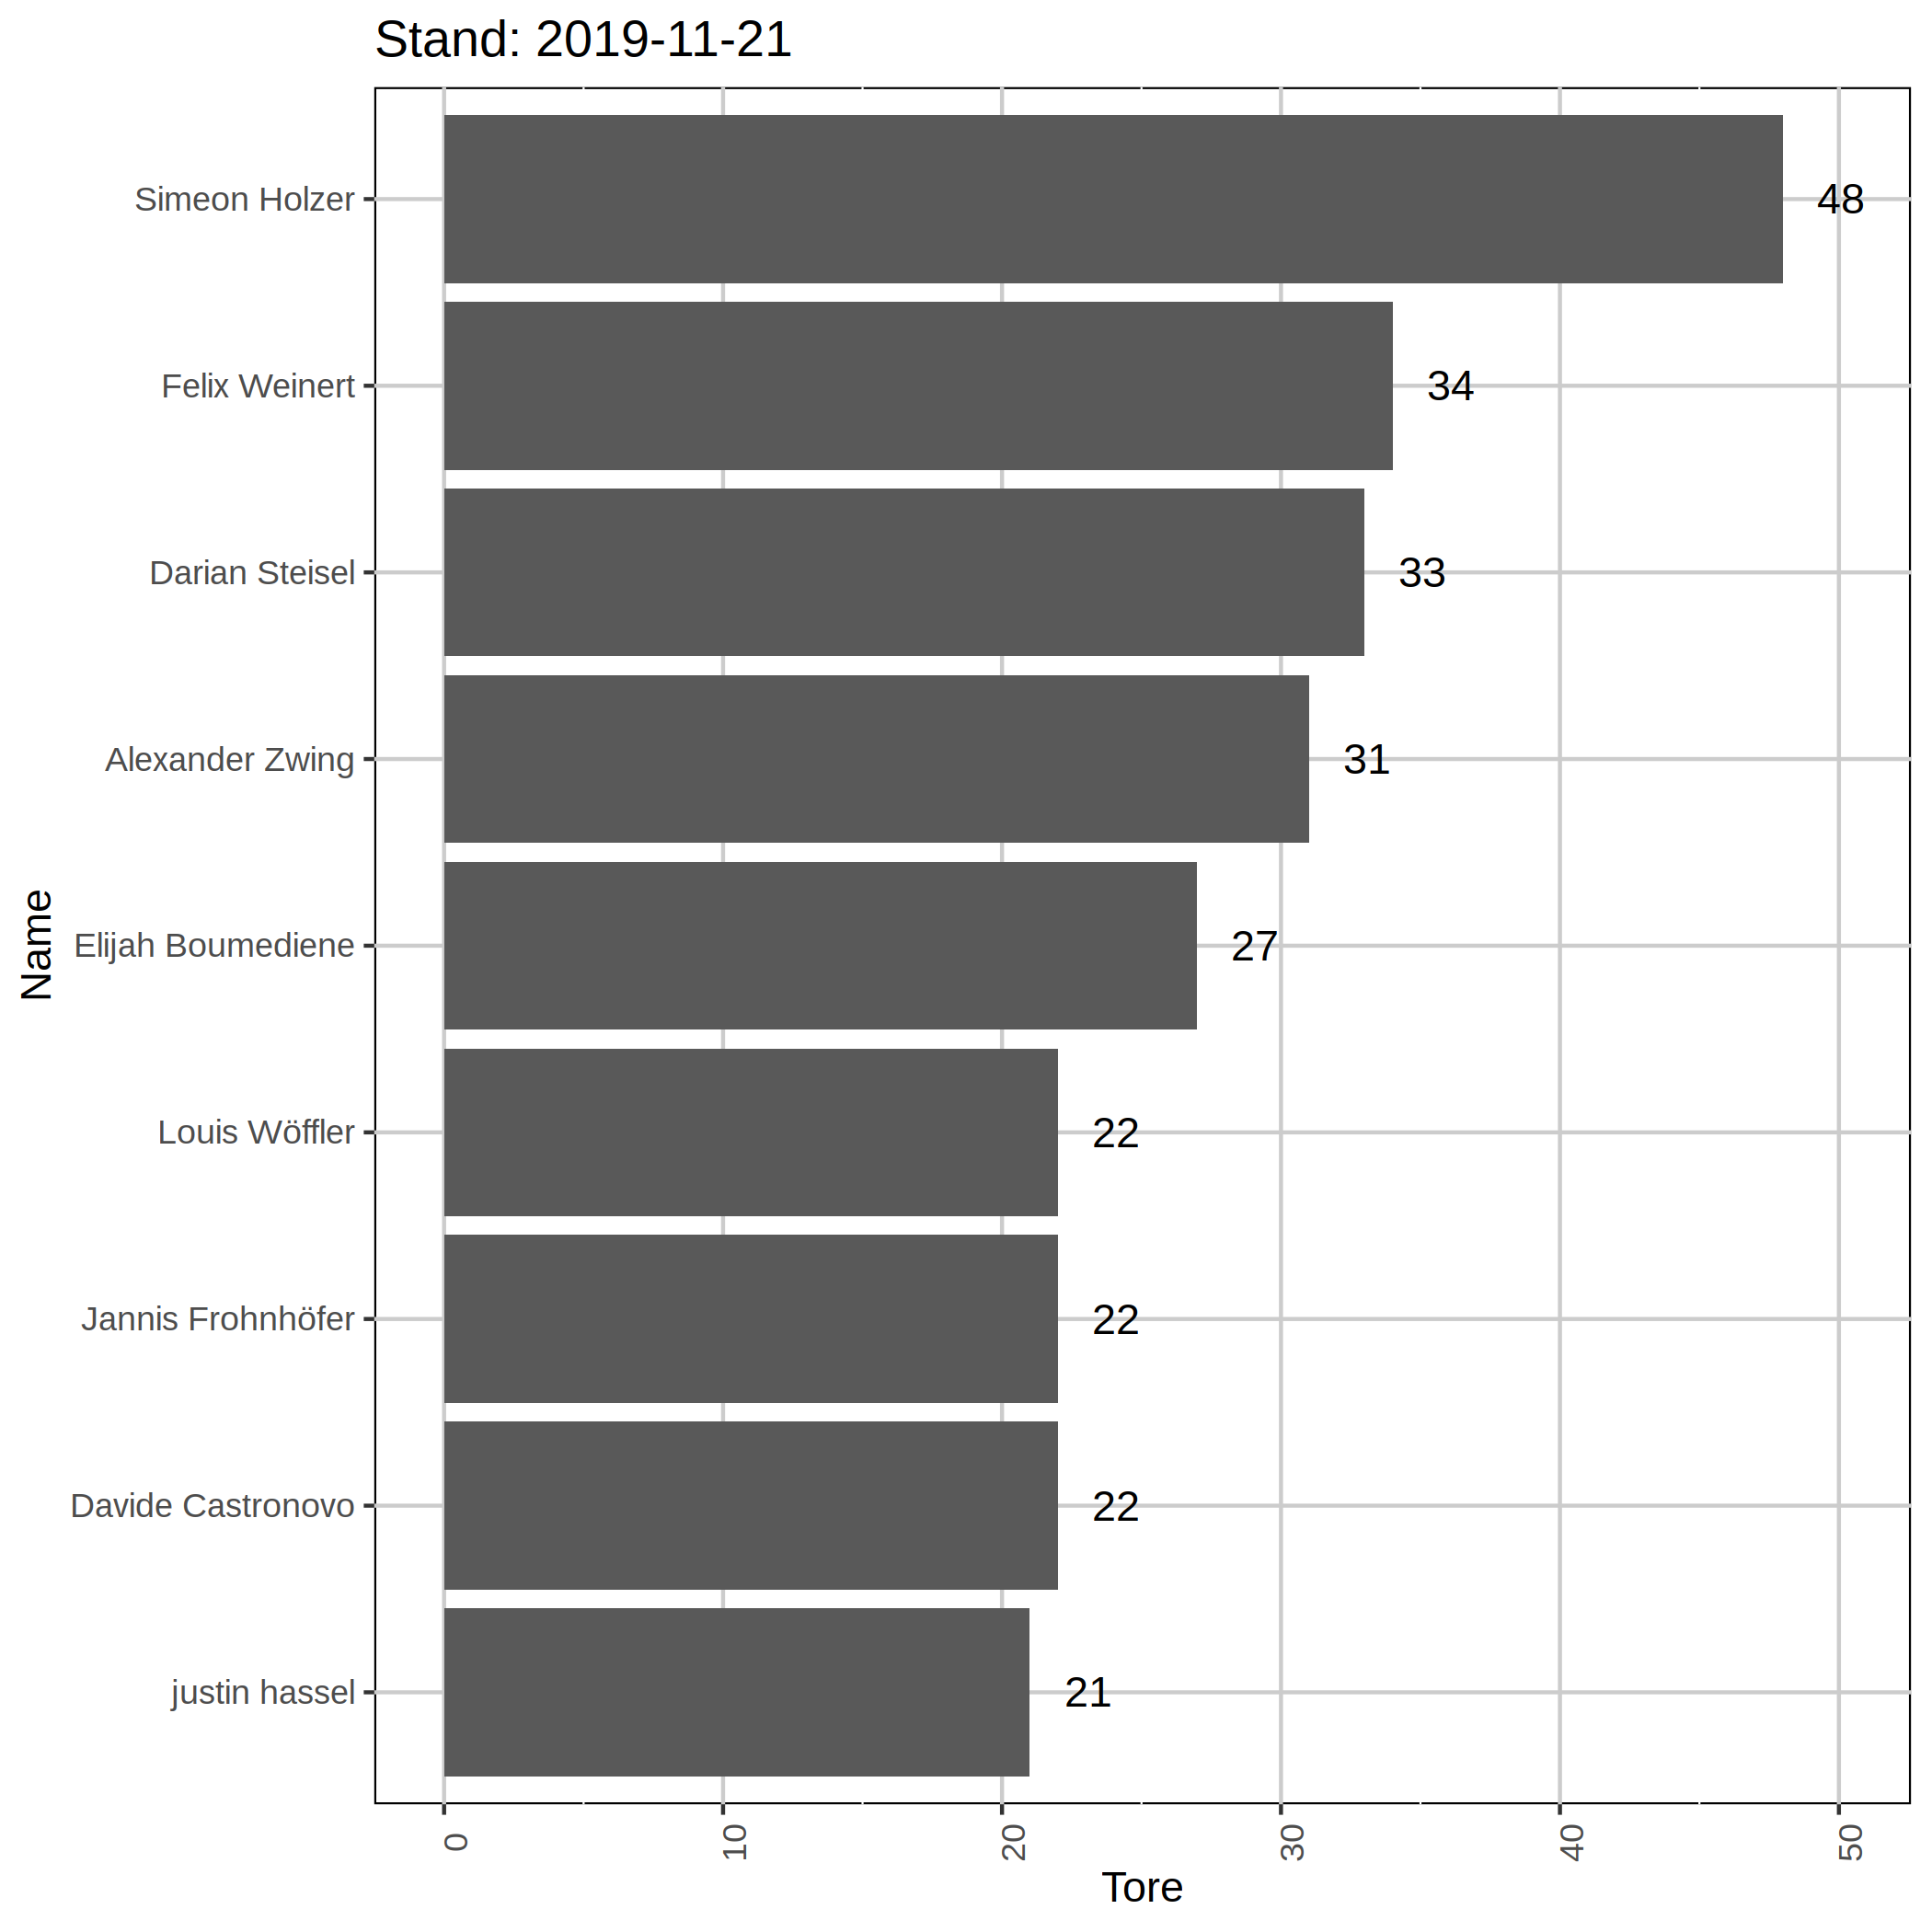 Stand: 2019-11-21
Name
Simeon Holzer 48
Felix Weinert 34
Darian Steisel 33
Alexander Zwing 31
Elijah Boumediene 27
Louis Wöffler 22
Jannis Frohnhöfer 22
Davide Castronovo 22
justin hassel 21
0 10 20 30 40 50
Tore